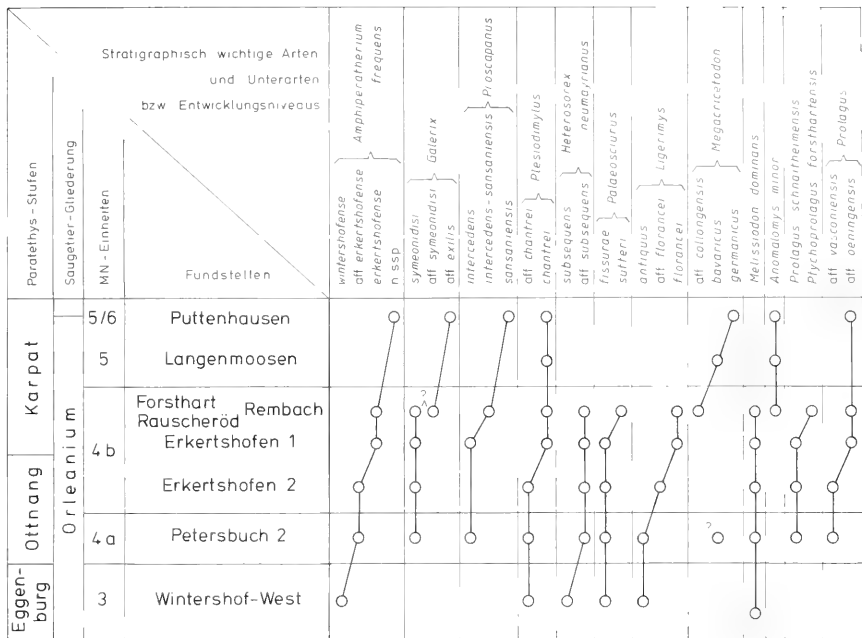 Stratigraphisch wichtige Arten
und Unterarten
bzw Entwicklungsniveaus
Paratethys-Stufen
Saugetier-Gliederung
MN-Einheiten
Fundstellen
Amphiperatherium
frequens
wintershofense
aff erkertshofense
erkertshofense
n ssp
Galerix
symeonidisi
aff symeonidisi
aff exilis
Proscapanus
intercedens
intercedens-sansaniensis
sansaniensis
Plesiodimylus
aff chantrei
chantrei
Heterosorex
neumayrianus
subsequens
aff subsequens
Palaeosciurus
fissurae
sutteri
Ligerimys
antiquus
aff florancei
florancei
Megacricetodon
aff collongensis
bavaricus
germanicus
Melissiodon dominans
Anomalomys minor
Prolagus schnaitheimensis
Ptychoprolagus forsthartensis
Prolagus
aff vasconiensis
aff oeningensis
Karpat
Ottnang
Eggen-
burg
Orleanium
5/6 Puttenhausen
5 Langenmoosen
Forsthart Rembach
Rauscheröd
4b Erkertshofen 1
Erkertshofen 2
4a Petersbuch 2
3 Wintershof-West
?
?